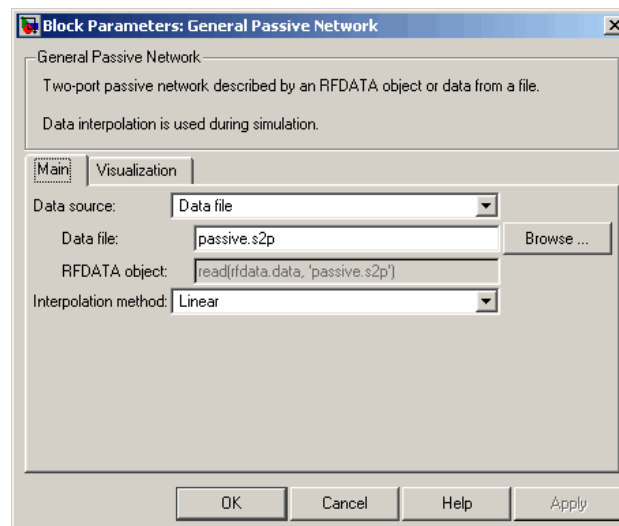 Block Parameters: General Passive Network
General Passive Network
Two-port passive network described by an RFDATA object or data from a file.
Data interpolation is used during simulation.
Main Visualization
Data source: Data file
Data file: passive.s2p Browse ...
RFDATA object: read(rfdata.data, 'passive.s2p')
Interpolation method: Linear
OK Cancel Help Apply